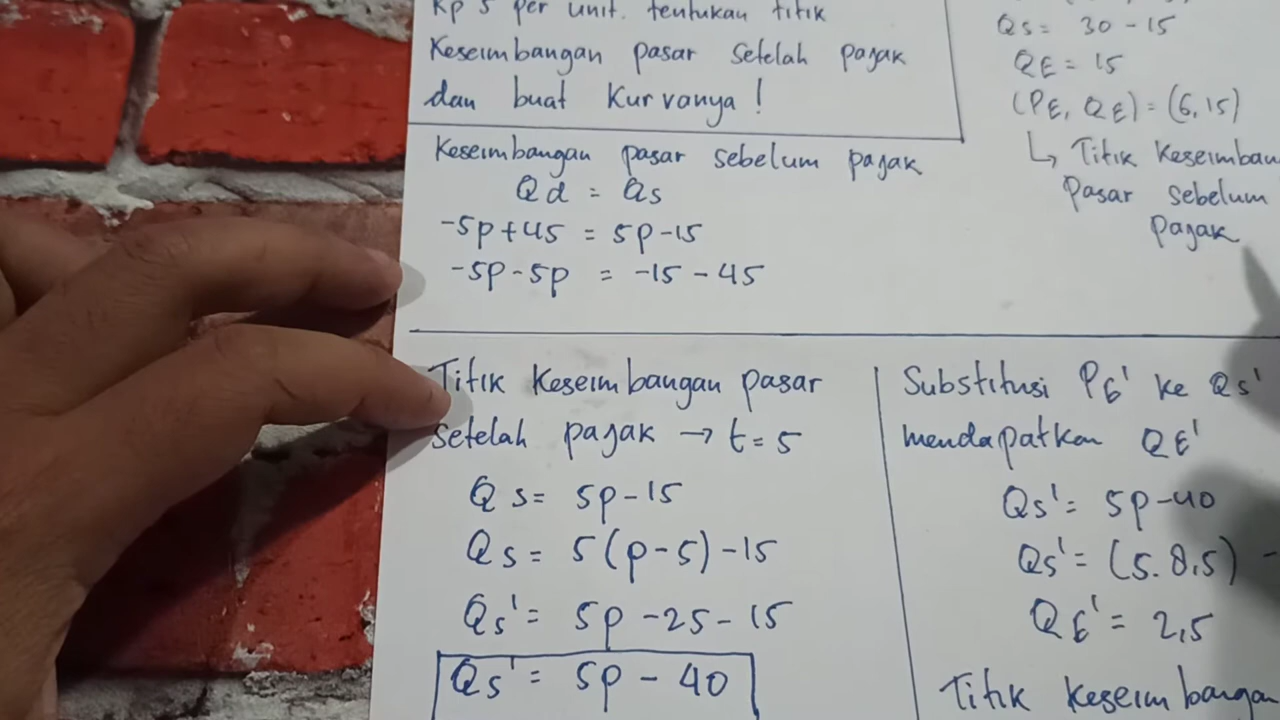 Rp 5 per unit. tentukan titik
Keseimbangan pasar setelah pajak
dan buat Kurvanya !
Keseimbangan pasar sebelum pajak
Qd = Qs
-5p+45 = 5p-15
-5p-5p = -15-45
Qs = 30-15
QE = 15
(PE, QE) = (6,15)
↳ Titik Keseimban
Pasar sebelum
Pajak
Titik Keseimbangan pasar
setelah pajak → t=5
Qs= 5p-15
Qs= 5(p-5)-15
Qs'= 5p-25-15
Qs'= 5p-40
Substitusi PE' ke Qs'
mendapatkan QE'
Qs'= 5p-40
Qs'= (5.8,5) -
QE'= 2,5
Titik Keseimbangan